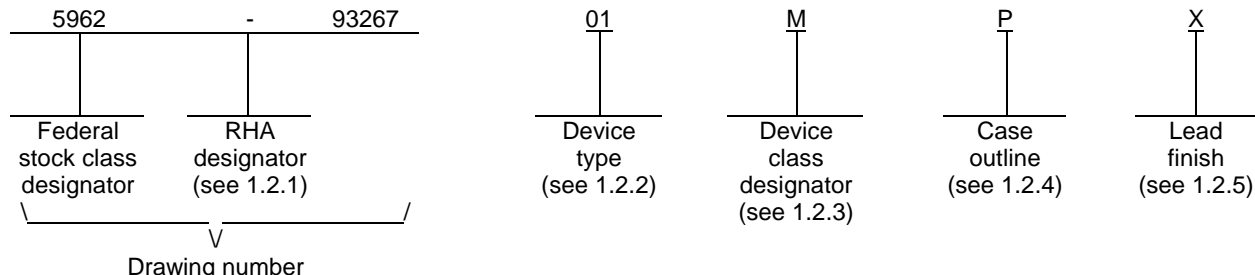 5962 - 93267 01 M P X
Federal stock class designator
RHA designator (see 1.2.1)
Device type (see 1.2.2)
Device class designator (see 1.2.3)
Case outline (see 1.2.4)
Lead finish (see 1.2.5)
\ / \/
Drawing number